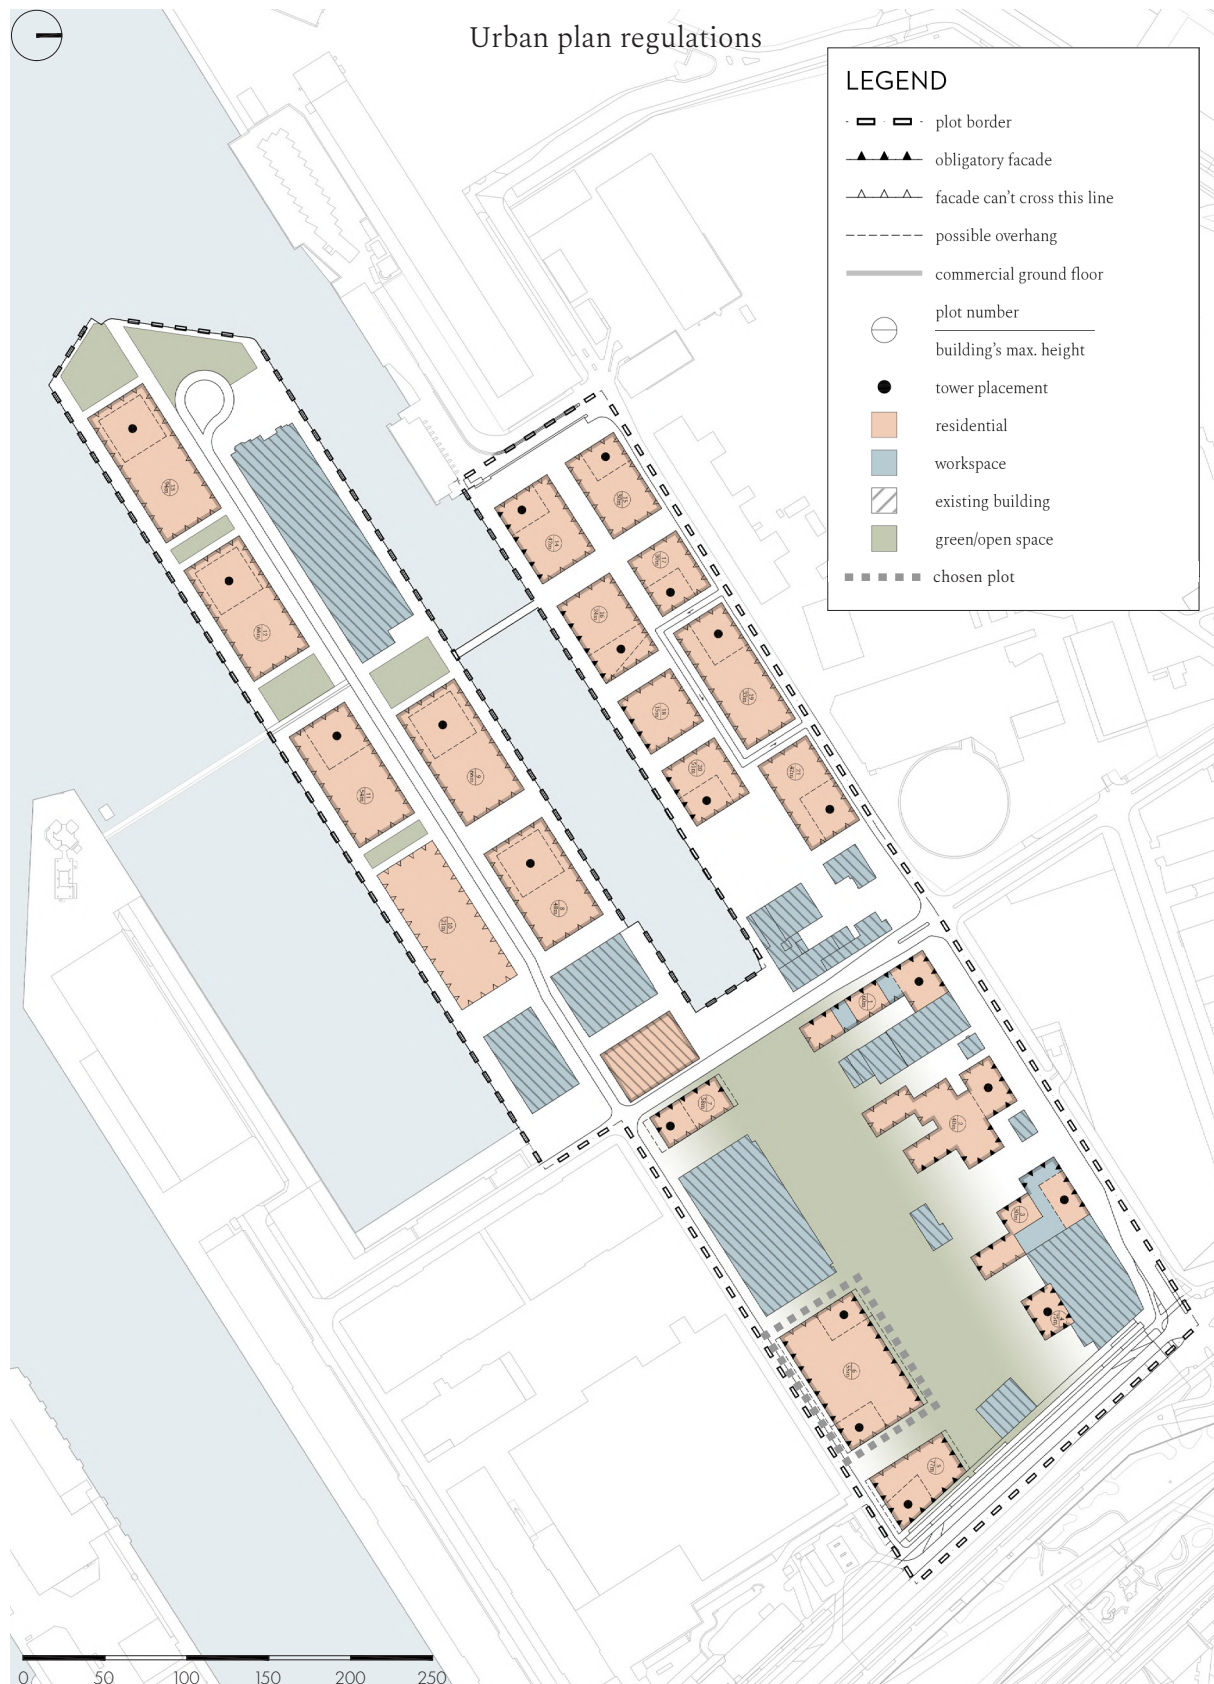 Urban plan regulations
LEGEND
plot border
obligatory facade
facade can't cross this line
possible overhang
commercial ground floor
plot number
building's max. height
tower placement
residential
workspace
existing building
green/open space
chosen plot
0 50 100 150 200 250